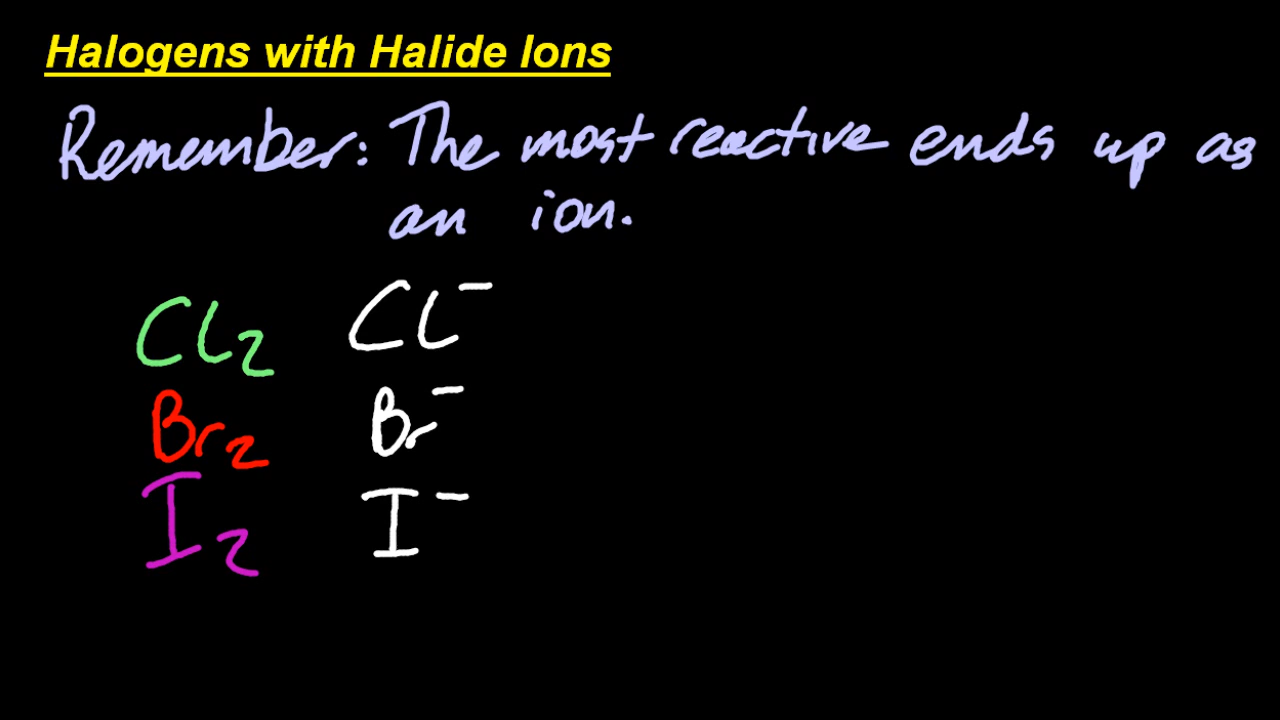 Halogens with Halide Ions
Remember: The most reactive ends up as
an ion.
Cl₂ Cl⁻
Br₂ Br⁻
I₂ I⁻